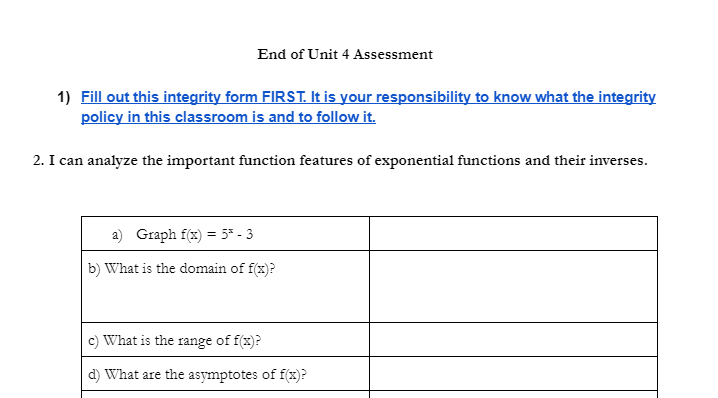 End of Unit 4 Assessment
1) Fill out this integrity form FIRST. It is your responsibility to know what the integrity
policy in this classroom is and to follow it.
2. I can analyze the important function features of exponential functions and their inverses.
a) Graph f(x) = 5ˣ - 3
b) What is the domain of f(x)?
c) What is the range of f(x)?
d) What are the asymptotes of f(x)?